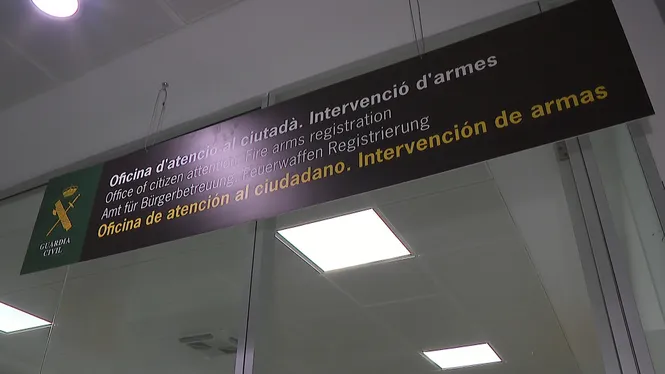 Oficina d'atenció al ciutadà. Intervenció d'armes
Office of citizen attention. Fire arms registration
Amt für Bürgerbetreuung. Feuerwaffen Registrierung
Oficina de atención al ciudadano. Intervención de armas
GUARDIA
CIVIL